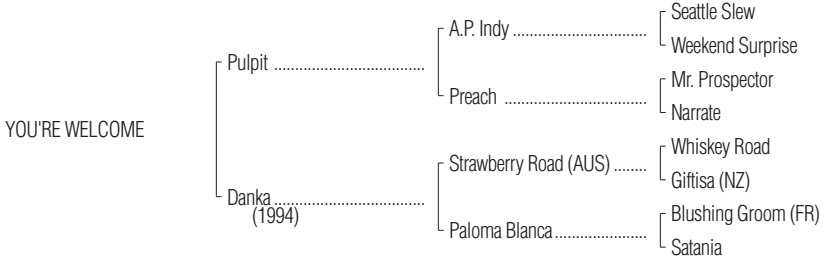 Seattle Slew
A.P. Indy ..................................
Weekend Surprise
Pulpit ......................................
Mr. Prospector
Preach ....................................
Narrate
YOU'RE WELCOME
Whiskey Road
Strawberry Road (AUS) ........
Giftisa (NZ)
Danka .......................................
(1994)
Blushing Groom (FR)
Paloma Blanca .......................
Satania